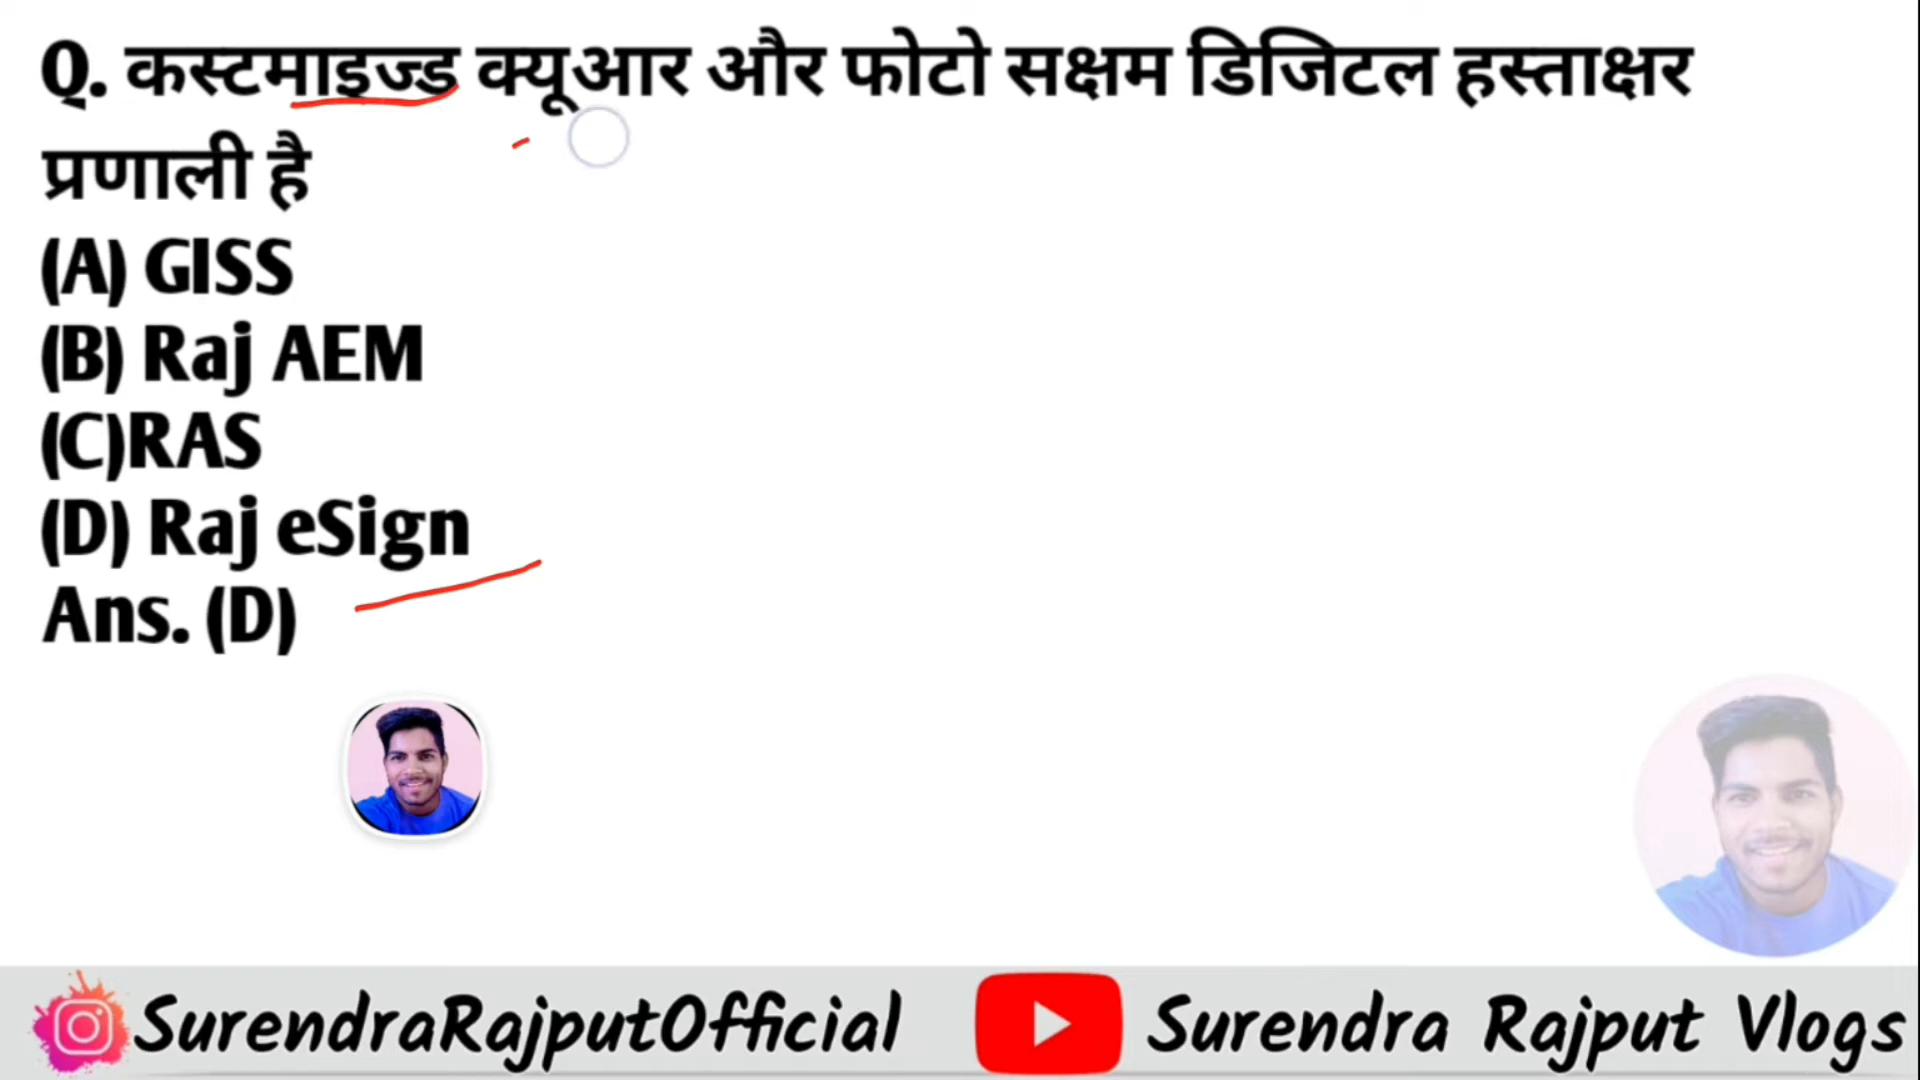 Q. कस्टमाइज्ड क्यूआर और फोटो सक्षम डिजिटल हस्ताक्षर
प्रणाली है
(A) GISS
(B) Raj AEM
(C)RAS
(D) Raj eSign
Ans. (D)
SurendraRajputOfficial
Surendra Rajput Vlogs